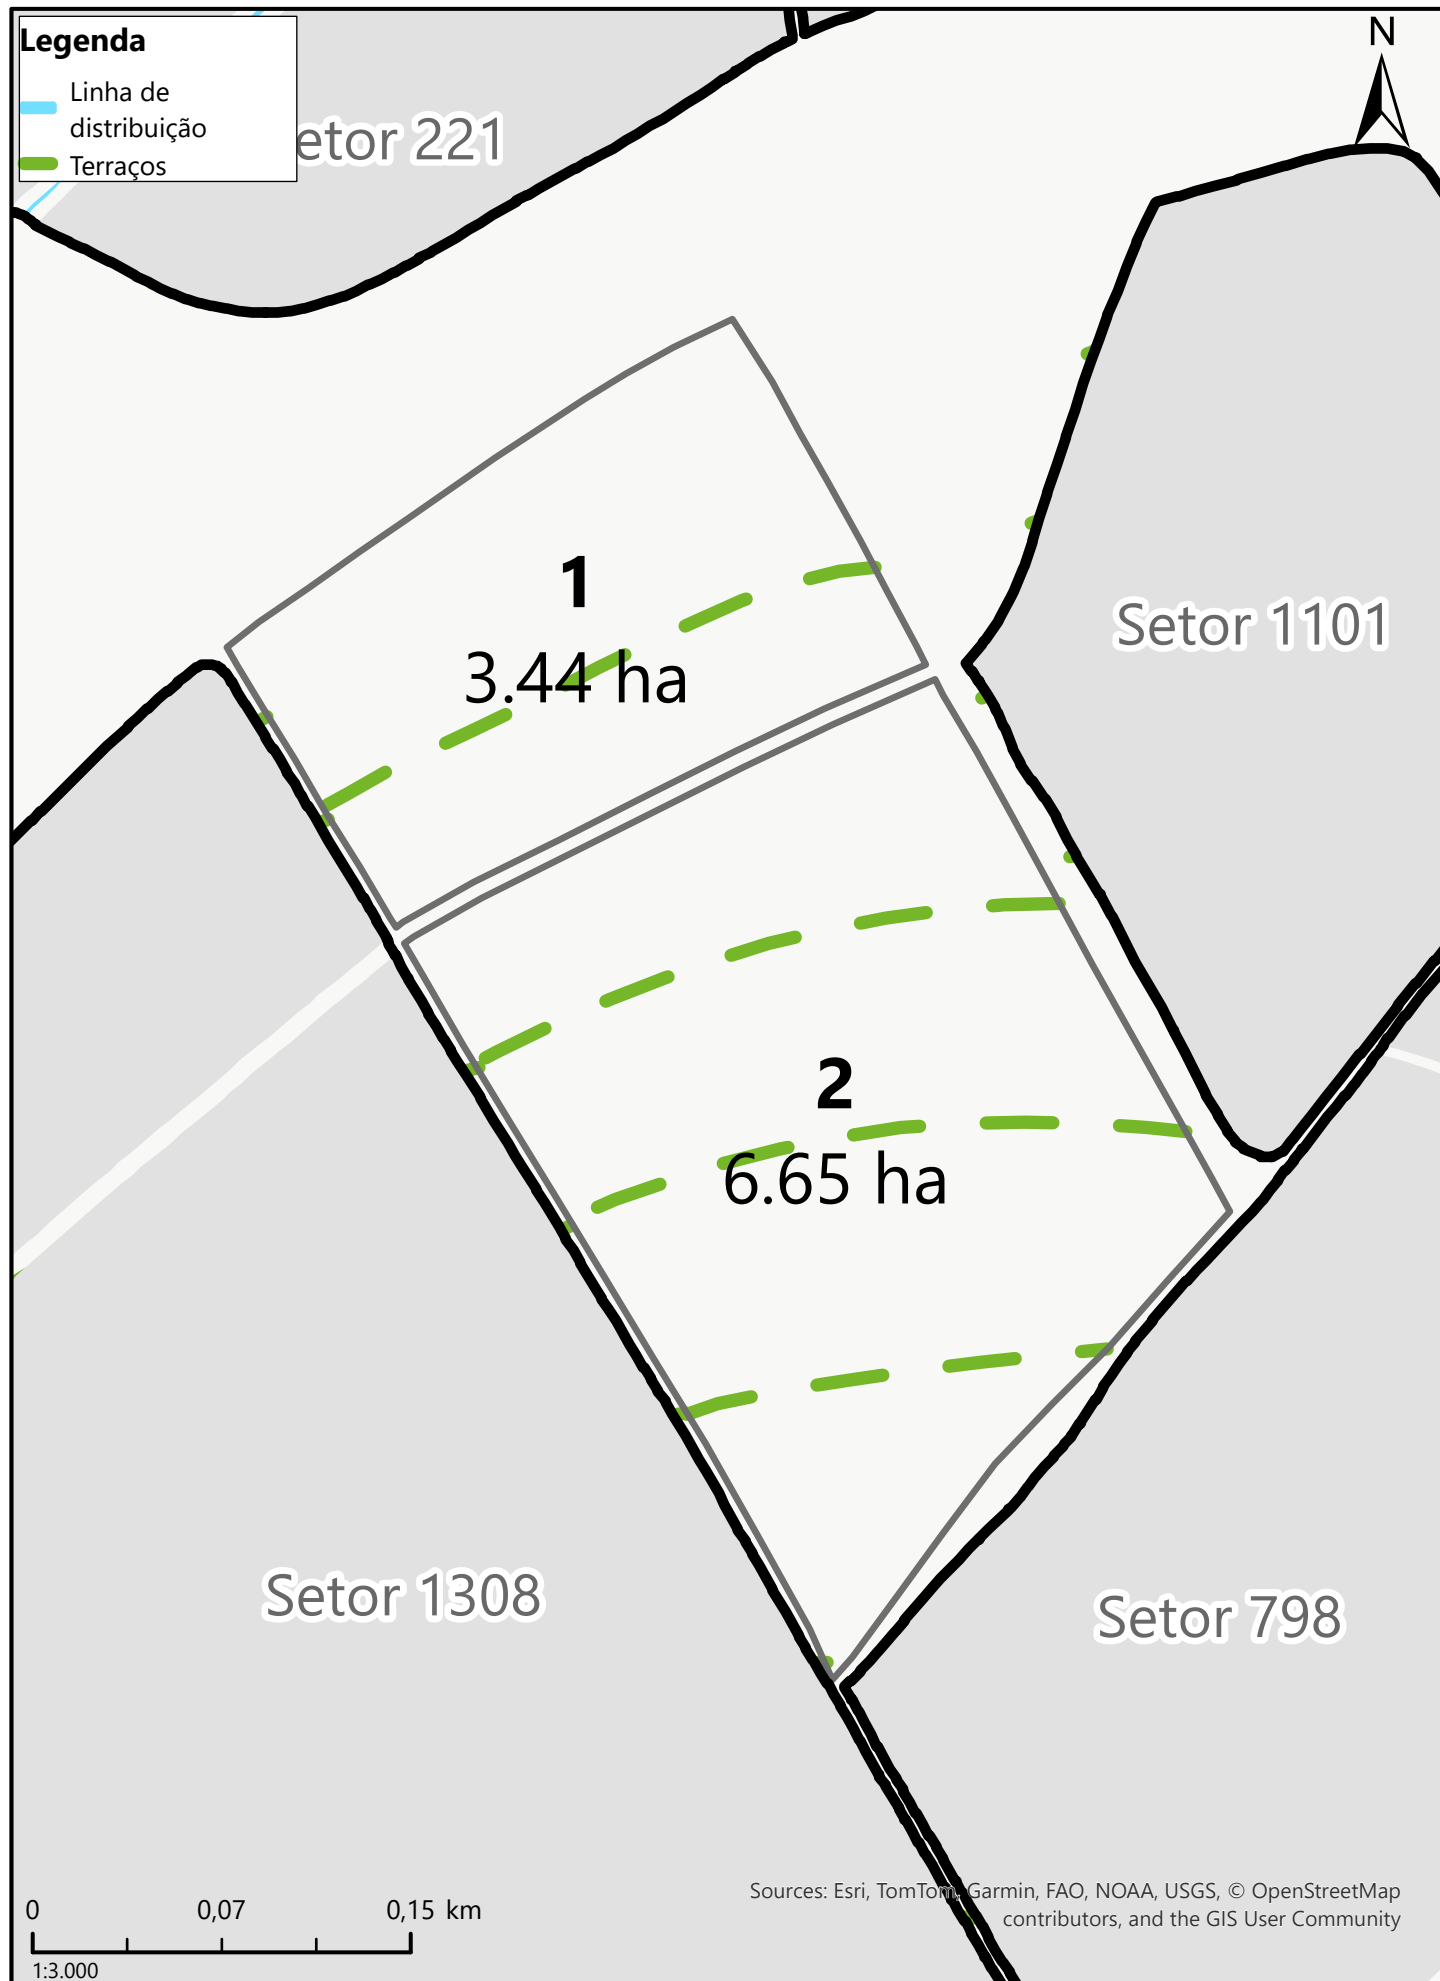 Legenda
Linha de
distribuição
Terraços
N
etor 221
Setor 1101
1
3.44 ha
2
6.65 ha
Setor 1308
Setor 798
0 0,07 0,15 km
1:3.000
Sources: Esri, TomTom, Garmin, FAO, NOAA, USGS, © OpenStreetMap
contributors, and the GIS User Community